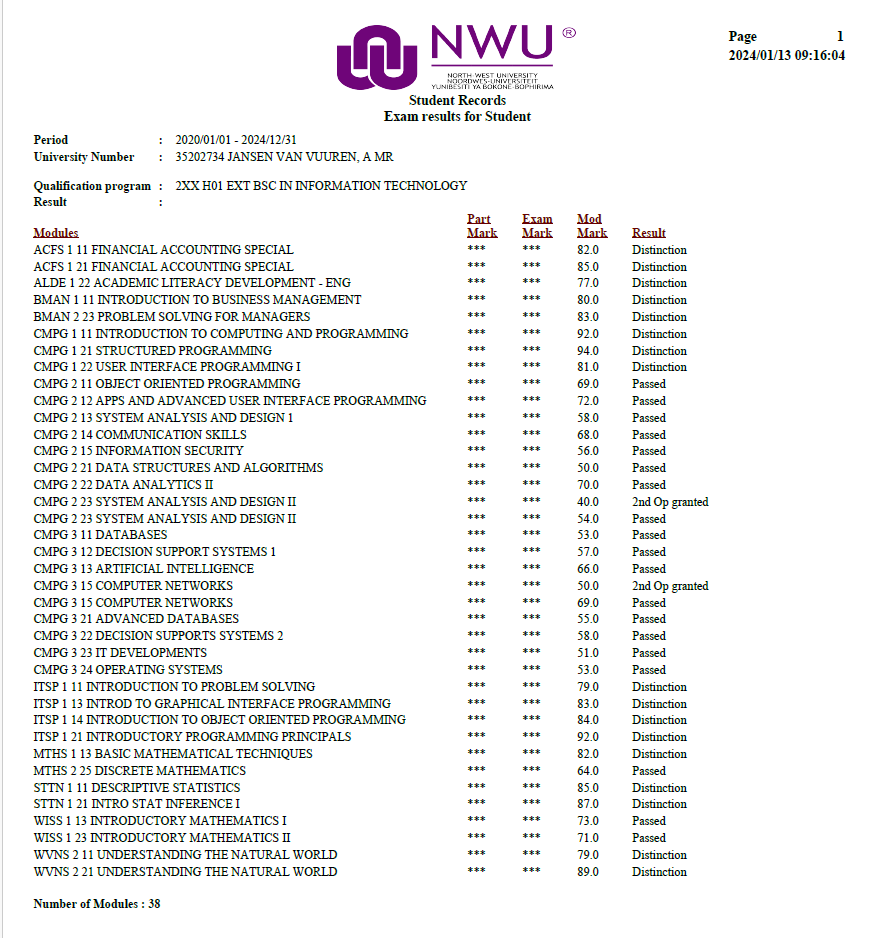 NWU ®
NORTH-WEST UNIVERSITY
NOORDWES-UNIVERSITEIT
YUNIBESITI YA BOKONE-BOPHIRIMA
Page 1
2024/01/13 09:16:04
Student Records
Exam results for Student
Period : 2020/01/01 - 2024/12/31
University Number : 35202734 JANSEN VAN VUUREN, A MR
Qualification program : 2XX H01 EXT BSC IN INFORMATION TECHNOLOGY
Result :
Part Exam Mod
Modules Mark Mark Mark Result
ACFS 1 11 FINANCIAL ACCOUNTING SPECIAL *** *** 82.0 Distinction
ACFS 1 21 FINANCIAL ACCOUNTING SPECIAL *** *** 85.0 Distinction
ALDE 1 22 ACADEMIC LITERACY DEVELOPMENT - ENG *** *** 77.0 Distinction
BMAN 1 11 INTRODUCTION TO BUSINESS MANAGEMENT *** *** 80.0 Distinction
BMAN 2 23 PROBLEM SOLVING FOR MANAGERS *** *** 83.0 Distinction
CMPG 1 11 INTRODUCTION TO COMPUTING AND PROGRAMMING *** *** 92.0 Distinction
CMPG 1 21 STRUCTURED PROGRAMMING *** *** 94.0 Distinction
CMPG 1 22 USER INTERFACE PROGRAMMING I *** *** 81.0 Distinction
CMPG 2 11 OBJECT ORIENTED PROGRAMMING *** *** 69.0 Passed
CMPG 2 12 APPS AND ADVANCED USER INTERFACE PROGRAMMING *** *** 72.0 Passed
CMPG 2 13 SYSTEM ANALYSIS AND DESIGN 1 *** *** 58.0 Passed
CMPG 2 14 COMMUNICATION SKILLS *** *** 68.0 Passed
CMPG 2 15 INFORMATION SECURITY *** *** 56.0 Passed
CMPG 2 21 DATA STRUCTURES AND ALGORITHMS *** *** 50.0 Passed
CMPG 2 22 DATA ANALYTICS II *** *** 70.0 Passed
CMPG 2 23 SYSTEM ANALYSIS AND DESIGN II *** *** 40.0 2nd Op granted
CMPG 2 23 SYSTEM ANALYSIS AND DESIGN II *** *** 54.0 Passed
CMPG 3 11 DATABASES *** *** 53.0 Passed
CMPG 3 12 DECISION SUPPORT SYSTEMS 1 *** *** 57.0 Passed
CMPG 3 13 ARTIFICIAL INTELLIGENCE *** *** 66.0 Passed
CMPG 3 15 COMPUTER NETWORKS *** *** 50.0 2nd Op granted
CMPG 3 15 COMPUTER NETWORKS *** *** 69.0 Passed
CMPG 3 21 ADVANCED DATABASES *** *** 55.0 Passed
CMPG 3 22 DECISION SUPPORTS SYSTEMS 2 *** *** 58.0 Passed
CMPG 3 23 IT DEVELOPMENTS *** *** 51.0 Passed
CMPG 3 24 OPERATING SYSTEMS *** *** 53.0 Passed
ITSP 1 11 INTRODUCTION TO PROBLEM SOLVING *** *** 79.0 Distinction
ITSP 1 13 INTROD TO GRAPHICAL INTERFACE PROGRAMMING *** *** 83.0 Distinction
ITSP 1 14 INTRODUCTION TO OBJECT ORIENTED PROGRAMMING *** *** 84.0 Distinction
ITSP 1 21 INTRODUCTORY PROGRAMMING PRINCIPALS *** *** 92.0 Distinction
MTHS 1 13 BASIC MATHEMATICAL TECHNIQUES *** *** 82.0 Distinction
MTHS 2 25 DISCRETE MATHEMATICS *** *** 64.0 Passed
STTN 1 11 DESCRIPTIVE STATISTICS *** *** 85.0 Distinction
STTN 1 21 INTRO STAT INFERENCE I *** *** 87.0 Distinction
WISS 1 13 INTRODUCTORY MATHEMATICS I *** *** 73.0 Passed
WISS 1 23 INTRODUCTORY MATHEMATICS II *** *** 71.0 Passed
WVNS 2 11 UNDERSTANDING THE NATURAL WORLD *** *** 79.0 Distinction
WVNS 2 21 UNDERSTANDING THE NATURAL WORLD *** *** 89.0 Distinction
Number of Modules : 38